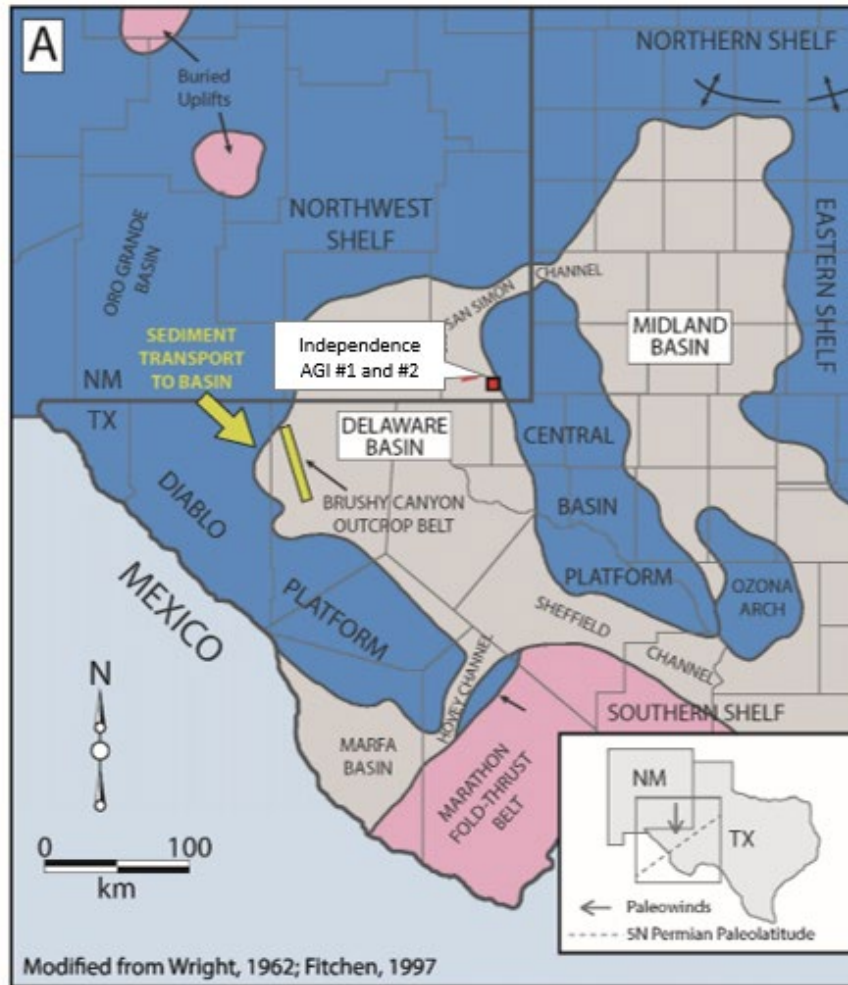 A
Buried
Uplifts
NORTHERN SHELF
ORO GRANDE
BASIN
NORTHWEST
SHELF
EASTERN SHELF
SAN SIMON
CHANNEL
MIDLAND
BASIN
SEDIMENT
TRANSPORT
TO BASIN
Independence
AGI #1 and #2
NM
TX
DELAWARE
BASIN
CENTRAL
BASIN
PLATFORM
BRUSHY CANYON
OUTCROP BELT
DIABLO
PLATFORM
MEXICO
OZONA
ARCH
SHEFFIELD
CHANNEL
HOVEY CHANNEL
SOUTHERN SHELF
MARFA
BASIN
MARATHON
FOLD-THRUST
BELT
N
0 100
km
NM
TX
Paleowinds
5N Permian Paleolatitude
Modified from Wright, 1962; Fitchen, 1997